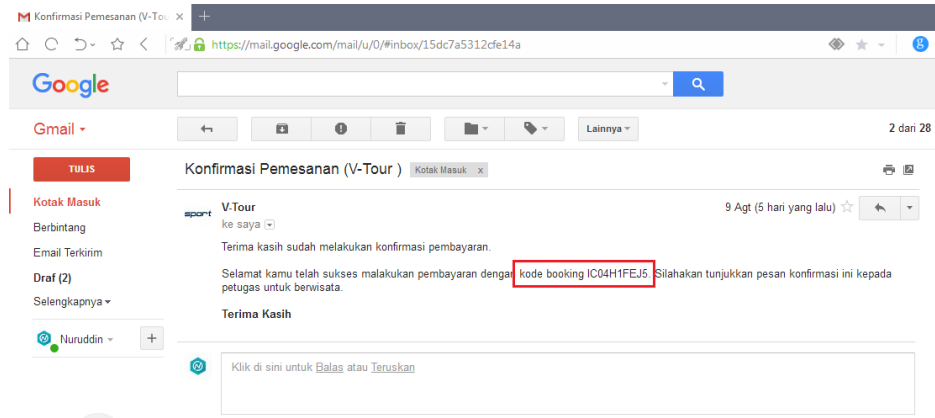 Konfirmasi Pemesanan (V-Tou
https://mail.google.com/mail/u/0/#inbox/15dc7a5312cfe14a
Google
Gmail
Lainnya
2 dari 28
TULIS
Konfirmasi Pemesanan (V-Tour ) Kotak Masuk x
Kotak Masuk
sport
V-Tour
9 Agt (5 hari yang lalu)
ke saya
Berbintang
Email Terkirim
Draf (2)
Selengkapnya
Nuruddin
Terima kasih sudah melakukan konfirmasi pembayaran.
Selamat kamu telah sukses malakukan pembayaran dengan kode booking IC04H1FEJ5. Silahakan tunjukkan pesan konfirmasi ini kepada
petugas untuk berwisata.
Terima Kasih
Klik di sini untuk Balas atau Teruskan